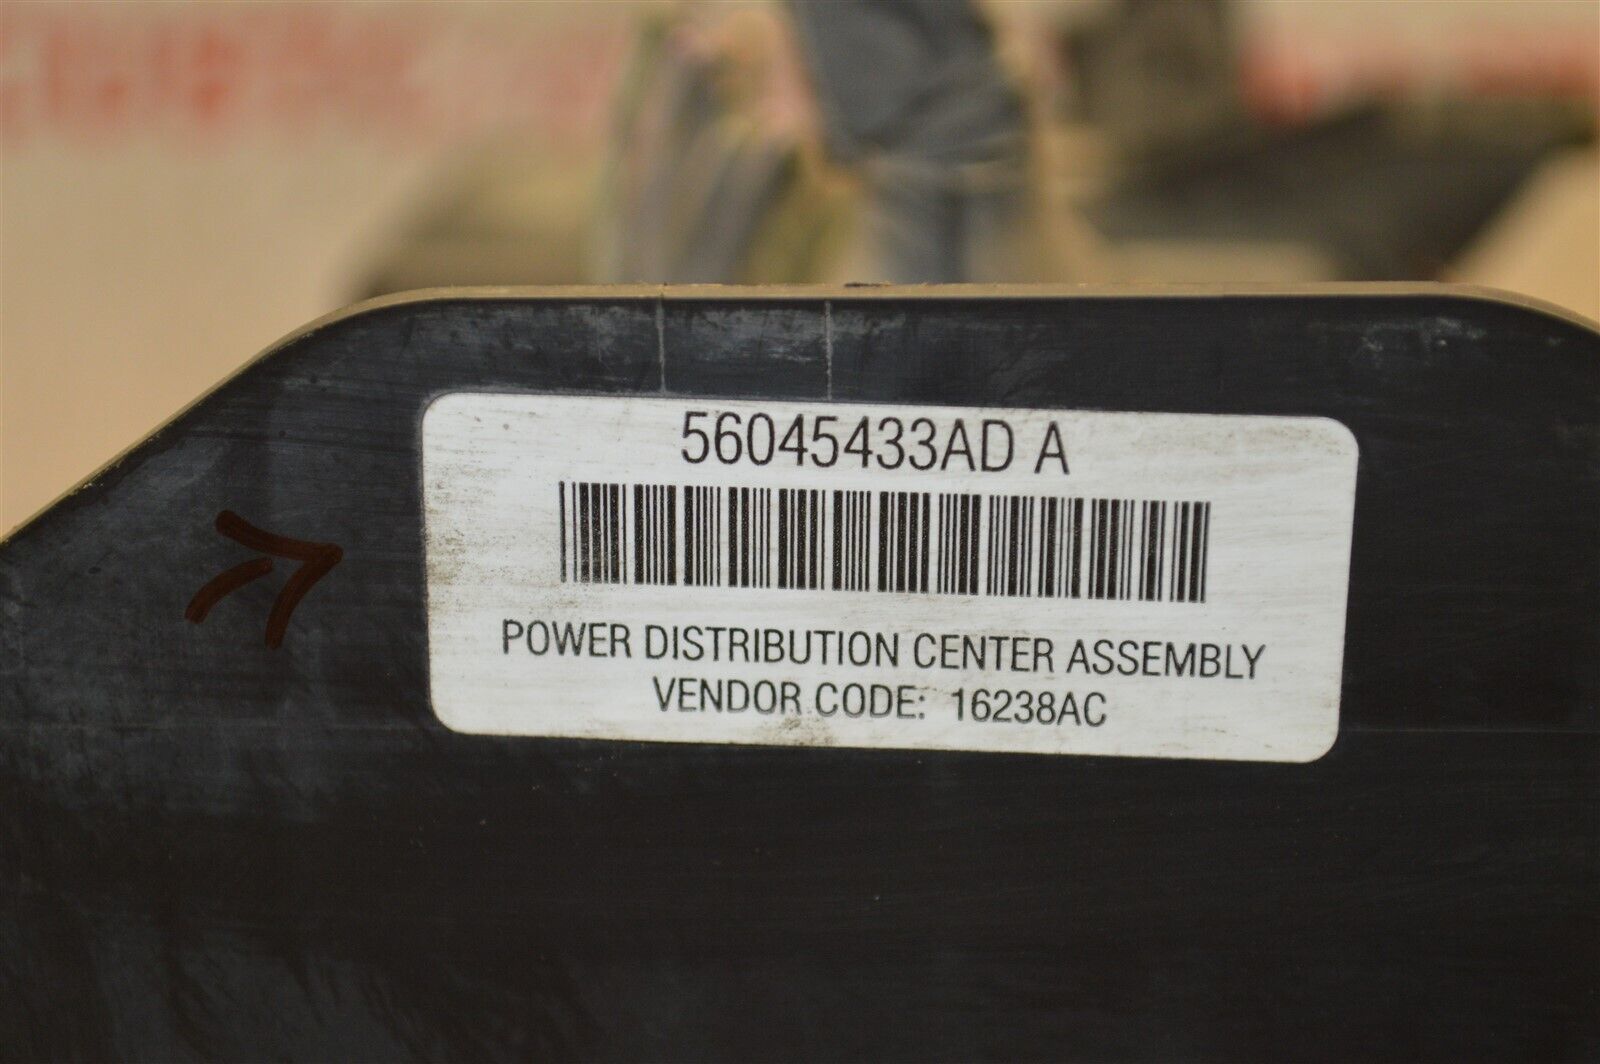 56045433AD A
POWER DISTRIBUTION CENTER ASSEMBLY
VENDOR CODE: 16238AC